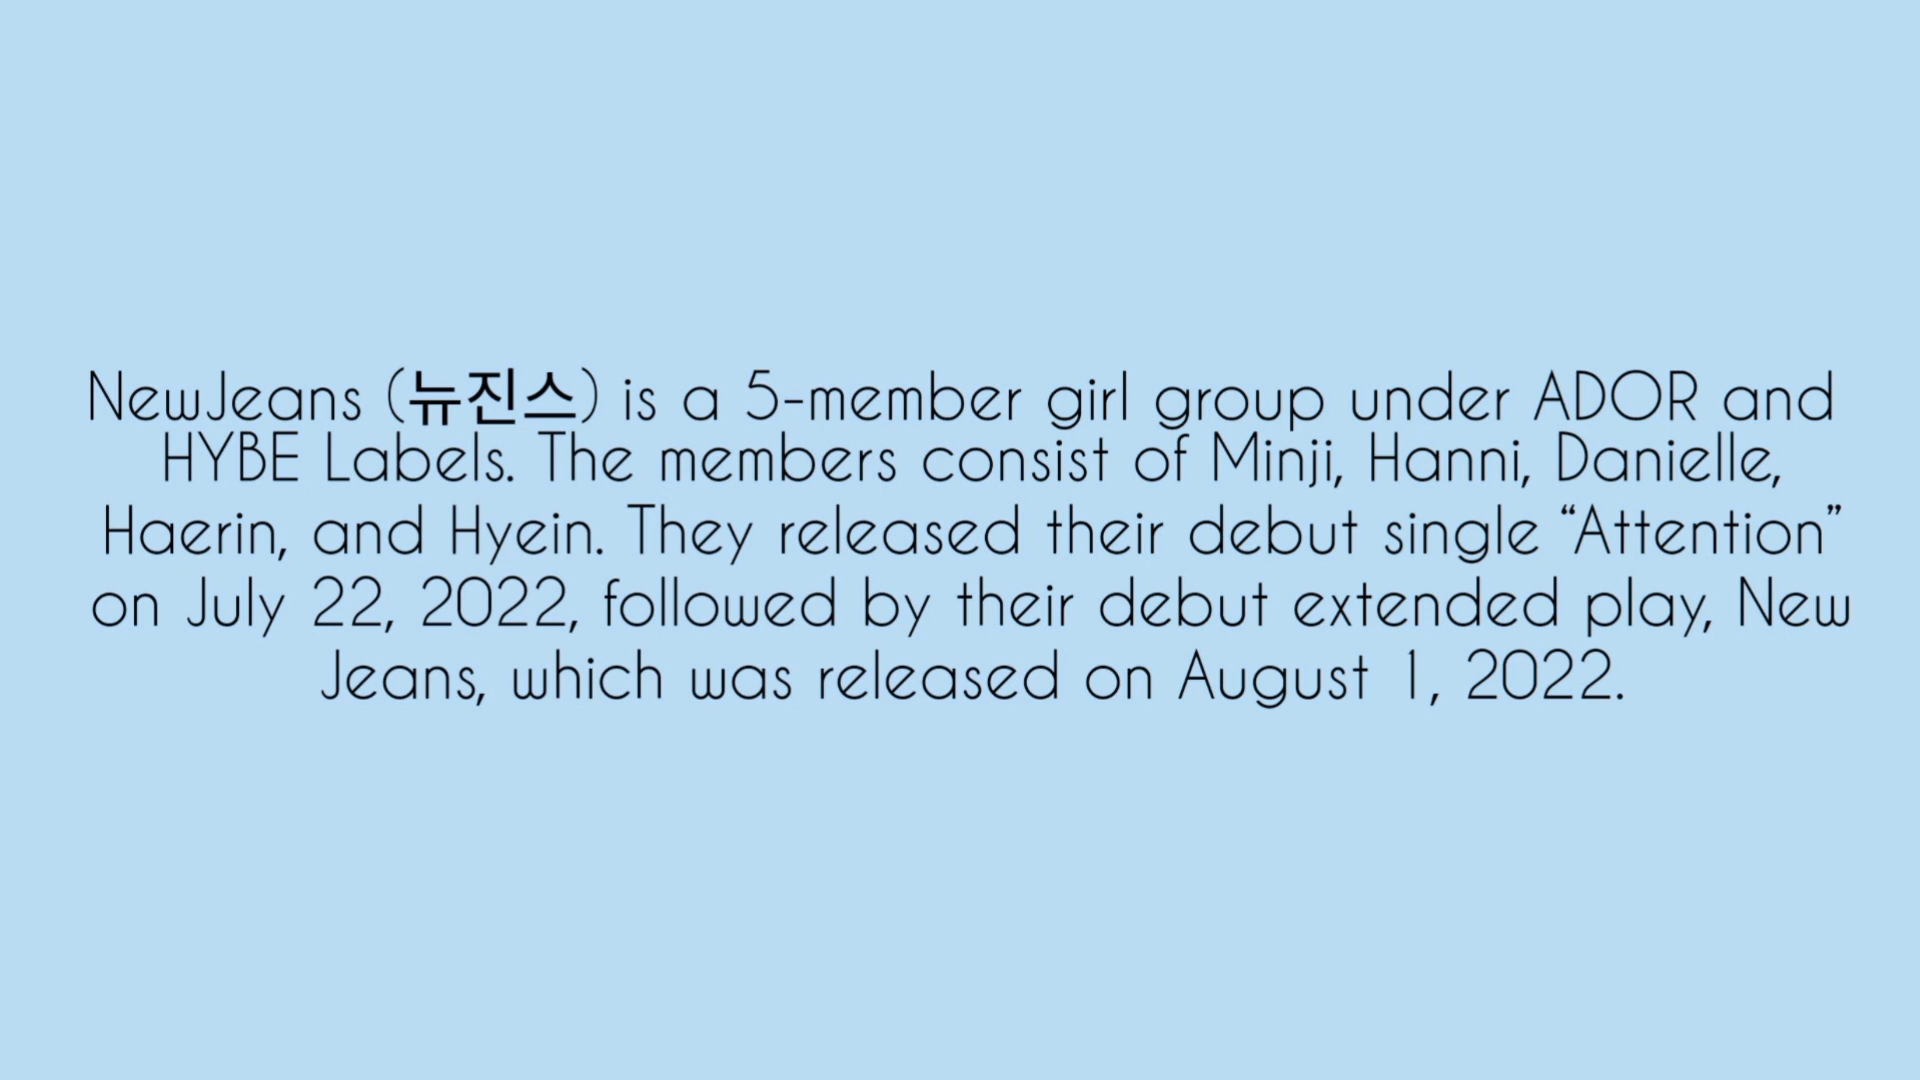 NewJeans (뉴진스) is a 5-member girl group under ADOR and
HYBE Labels. The members consist of Minji, Hanni, Danielle,
Haerin, and Hyein. They released their debut single “Attention”
on July 22, 2022, followed by their debut extended play, New
Jeans, which was released on August 1, 2022.